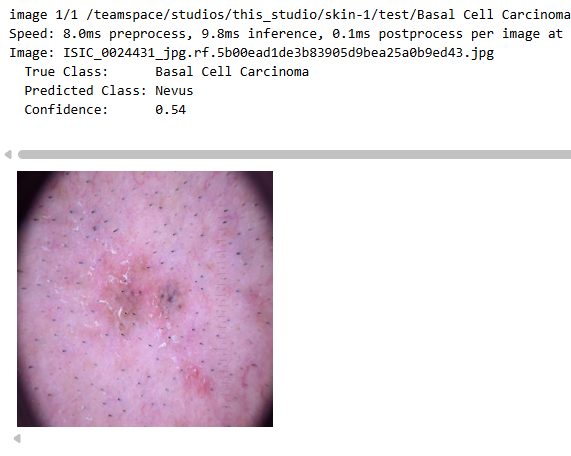 image 1/1 /teamspace/studios/this_studio/skin-1/test/Basal Cell Carcinoma
Speed: 8.0ms preprocess, 9.8ms inference, 0.1ms postprocess per image at
Image: ISIC_0024431_jpg.rf.5b00ead1de3b83905d9bea25a0b9ed43.jpg
True Class: Basal Cell Carcinoma
Predicted Class: Nevus
Confidence: 0.54